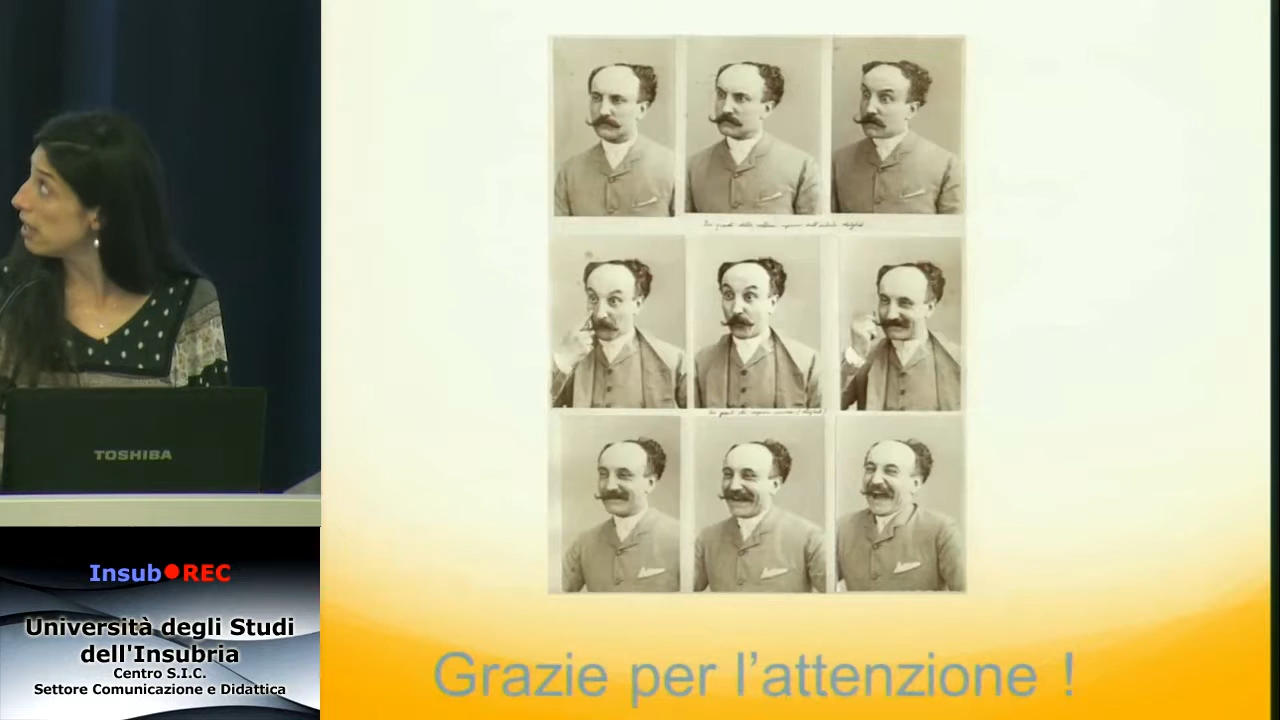 TOSHIBA
Insub●REC
Università degli Studi
dell'Insubria
Centro S.I.C.
Settore Comunicazione e Didattica
Grazie per l'attenzione !